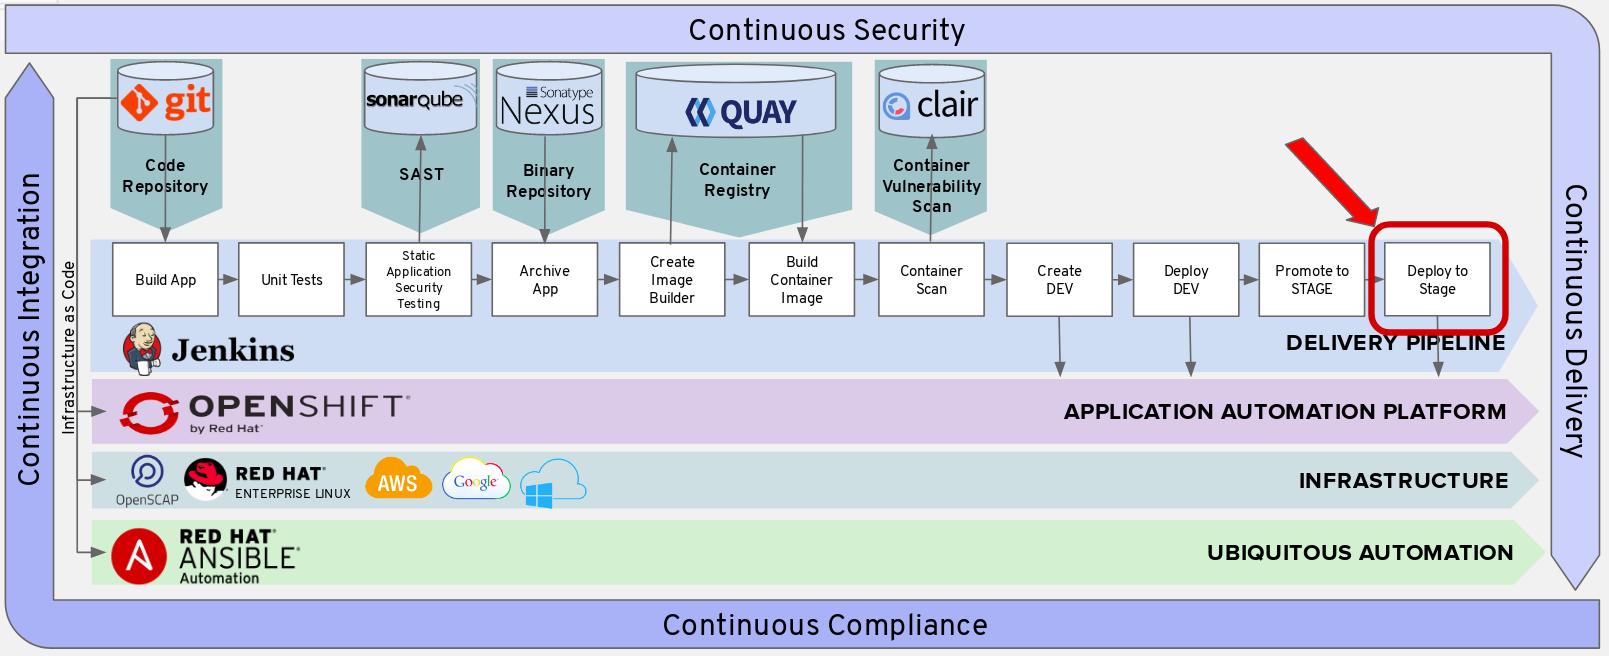 Continuous Security
Continuous Integration
Infrastructure as Code
git
Code
Repository
sonarqube
SAST
Sonatype
Nexus
Binary
Repository
QUAY
Container
Registry
clair
Container
Vulnerability
Scan
Build App
Unit Tests
Static
Application
Security
Testing
Archive
App
Create
Image
Builder
Build
Container
Image
Container
Scan
Create
DEV
Deploy
DEV
Promote to
STAGE
Deploy to
Stage
Jenkins
DELIVERY PIPELINE
OPENSHIFT
by Red Hat
APPLICATION AUTOMATION PLATFORM
OpenSCAP
RED HAT
ENTERPRISE LINUX
AWS
Google
INFRASTRUCTURE
RED HAT
ANSIBLE
Automation
UBIQUITOUS AUTOMATION
Continuous Delivery
Continuous Compliance